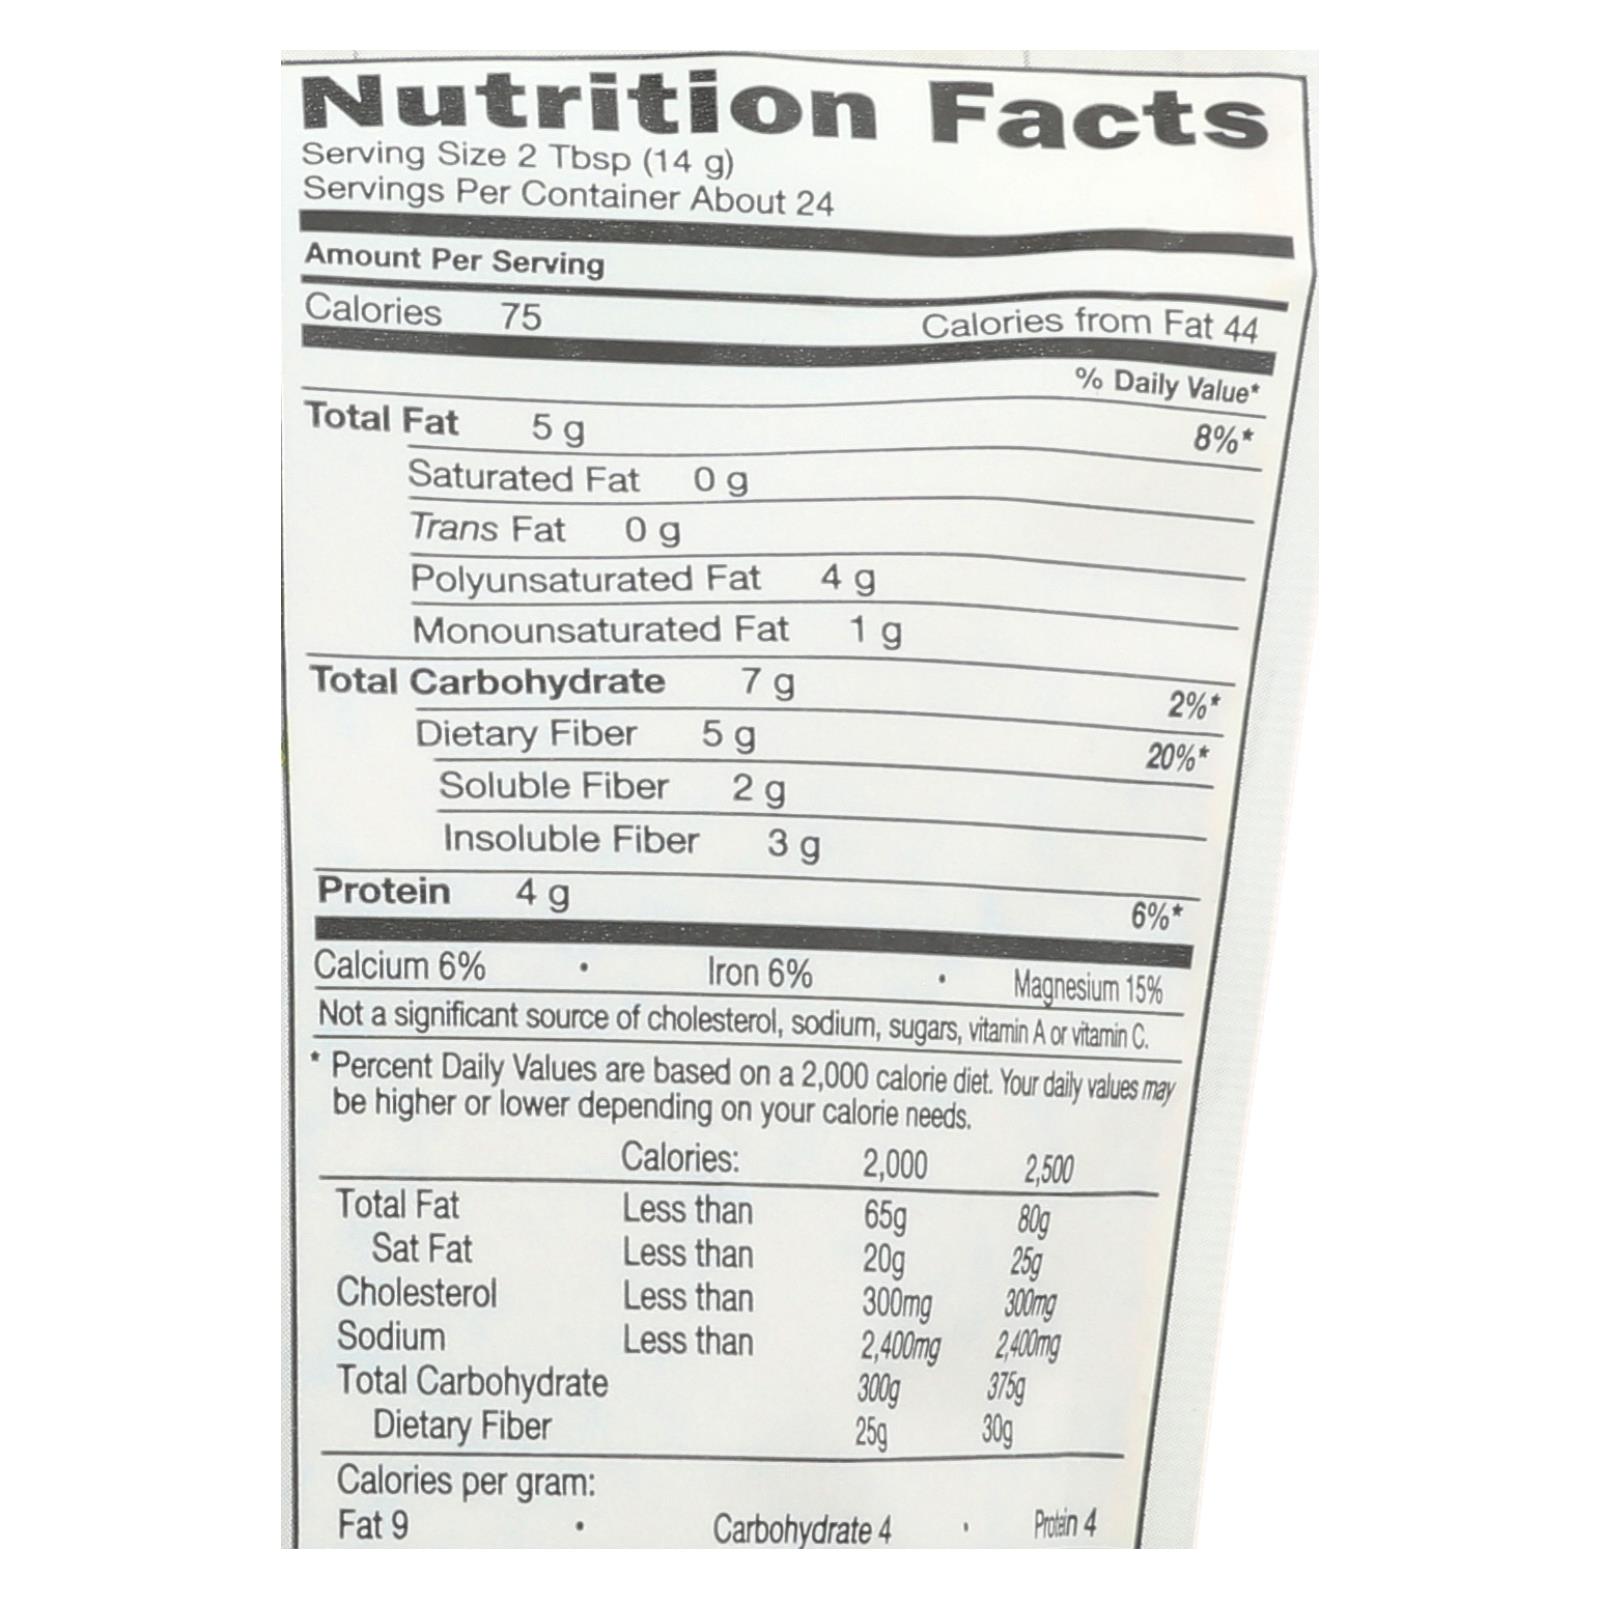 Nutrition Facts
Serving Size 2 Tbsp (14 g)
Servings Per Container About 24
Amount Per Serving
Calories 75 Calories from Fat 44
% Daily Value*
Total Fat 5 g 8%*
Saturated Fat 0 g
Trans Fat 0 g
Polyunsaturated Fat 4 g
Monounsaturated Fat 1 g
Total Carbohydrate 7 g 2%*
Dietary Fiber 5 g 20%*
Soluble Fiber 2 g
Insoluble Fiber 3 g
Protein 4 g 6%*
Calcium 6% • Iron 6% • Magnesium 15%
Not a significant source of cholesterol, sodium, sugars, vitamin A or vitamin C.
* Percent Daily Values are based on a 2,000 calorie diet. Your daily values may
be higher or lower depending on your calorie needs.
Calories: 2,000 2,500
Total Fat Less than 65g 80g
Sat Fat Less than 20g 25g
Cholesterol Less than 300mg 300mg
Sodium Less than 2,400mg 2,400mg
Total Carbohydrate 300g 375g
Dietary Fiber 25g 30g
Calories per gram:
Fat 9 • Carbohydrate 4 • Protein 4